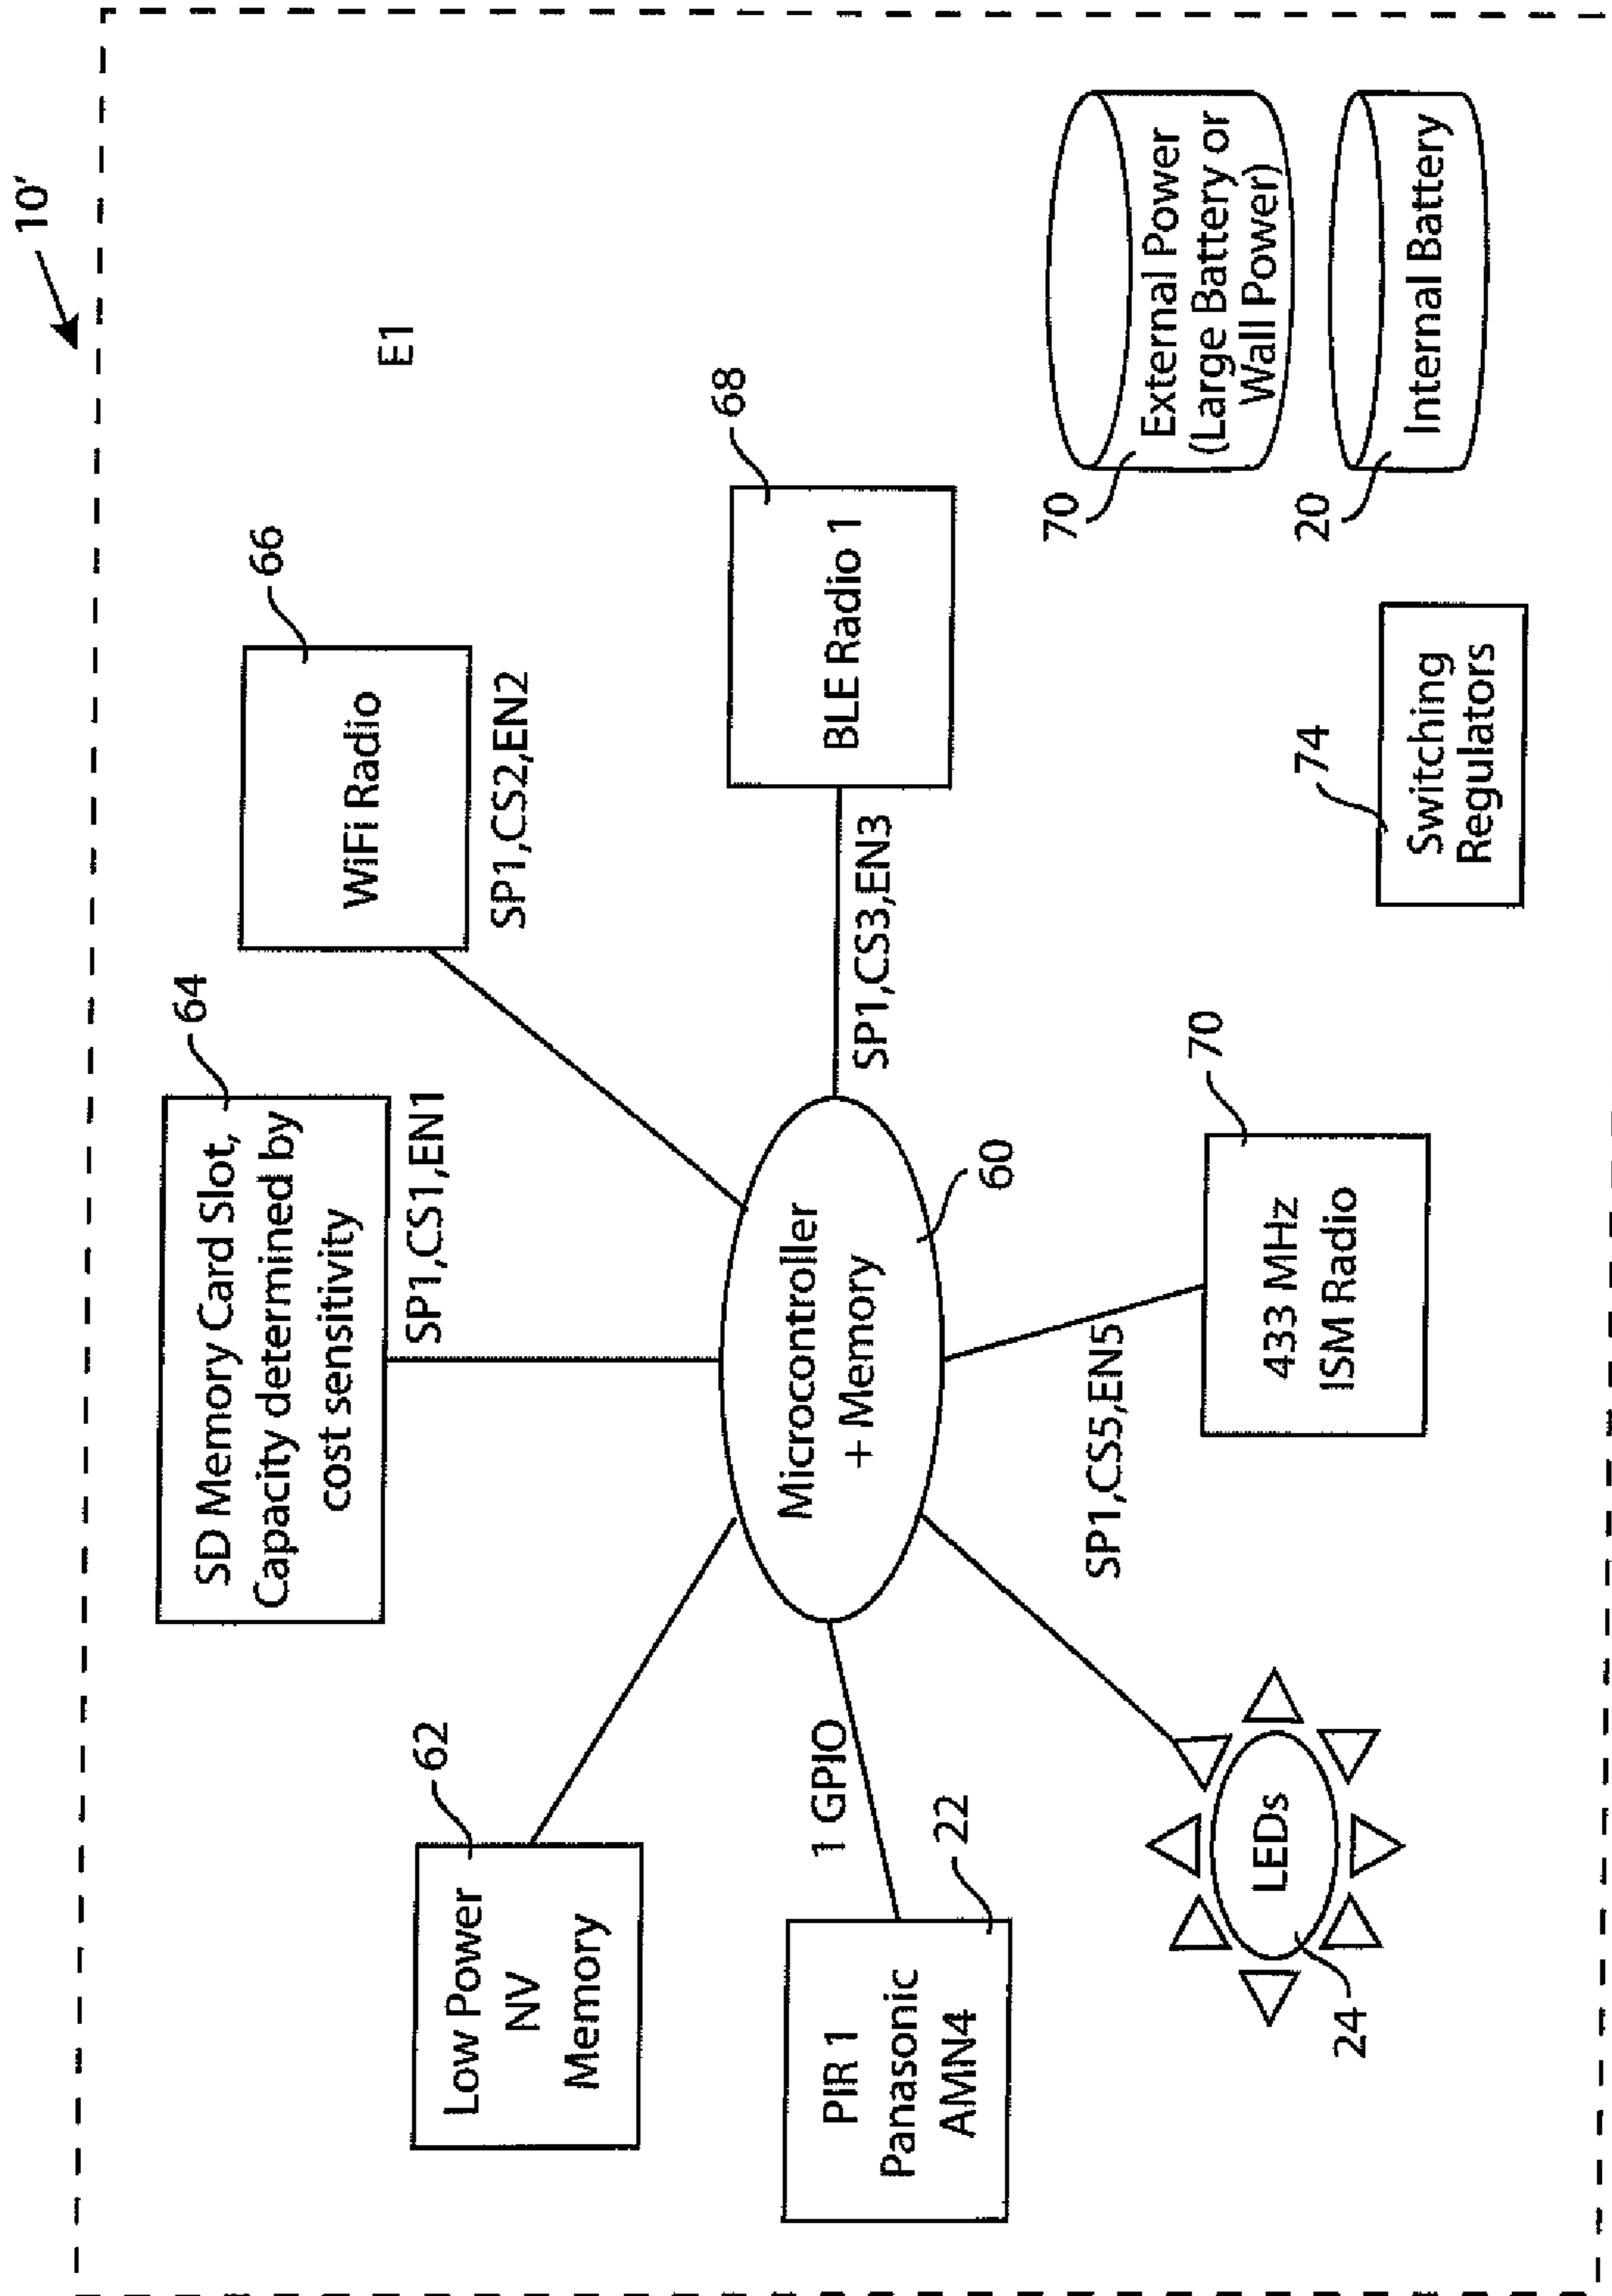 10'
E1
SD Memory Card Slot,
Capacity determined by
cost sensitivity
64
SP1,CS1,EN1
WiFi Radio
66
SP1,CS2,EN2
Low Power
NV
Memory
62
BLE Radio 1
68
SP1,CS3,EN3
Microcontroller
+ Memory
60
1 GPIO
PIR 1
Panasonic
AMN4
22
LEDs
24
SP1,CS5,EN5
433 MHz
ISM Radio
70
Switching
Regulators
74
External Power
(Large Battery or
Wall Power)
70
Internal Battery
20